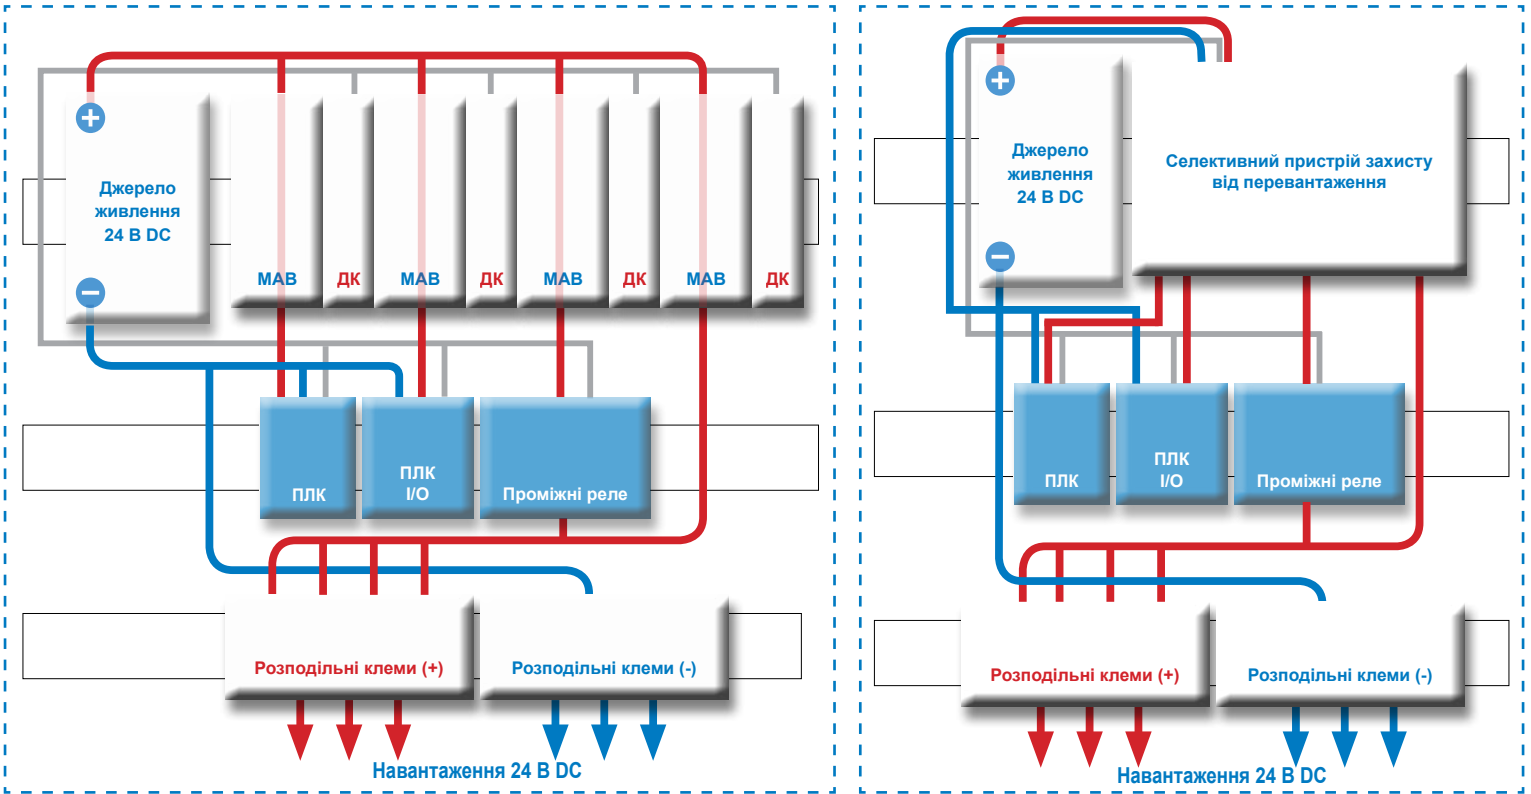 +
Джерело
живлення
24 В DC
−
МАВ
ДК
МАВ
ДК
МАВ
ДК
МАВ
ДК
ПЛК
ПЛК
I/O
Проміжні реле
Розподільні клеми (+)
Розподільні клеми (-)
Навантаження 24 В DC
+
Джерело
живлення
24 В DC
−
Селективний пристрій захисту
від перевантаження
ПЛК
ПЛК
I/O
Проміжні реле
Розподільні клеми (+)
Розподільні клеми (-)
Навантаження 24 В DC